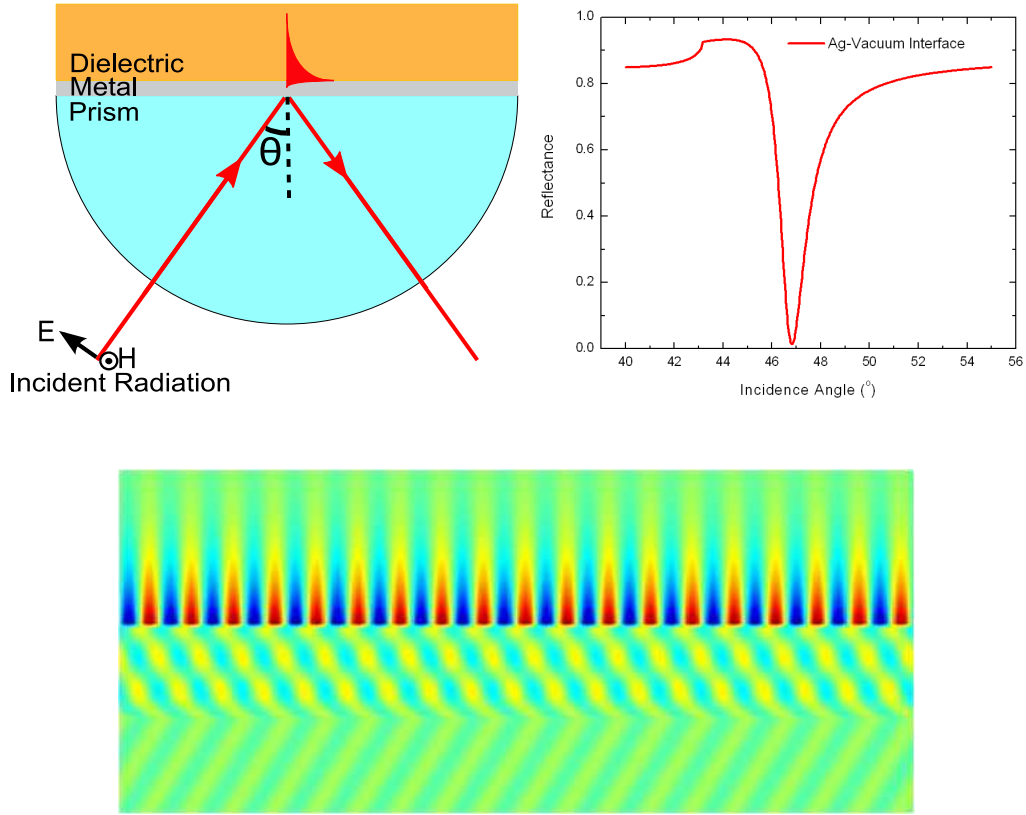 Dielectric
Metal
Prism
θ
E
H
Incident Radiation
1.0
0.8
0.6
0.4
0.2
0.0
Reflectance
Ag-Vacuum Interface
40 42 44 46 48 50 52 54 56
Incidence Angle (°)